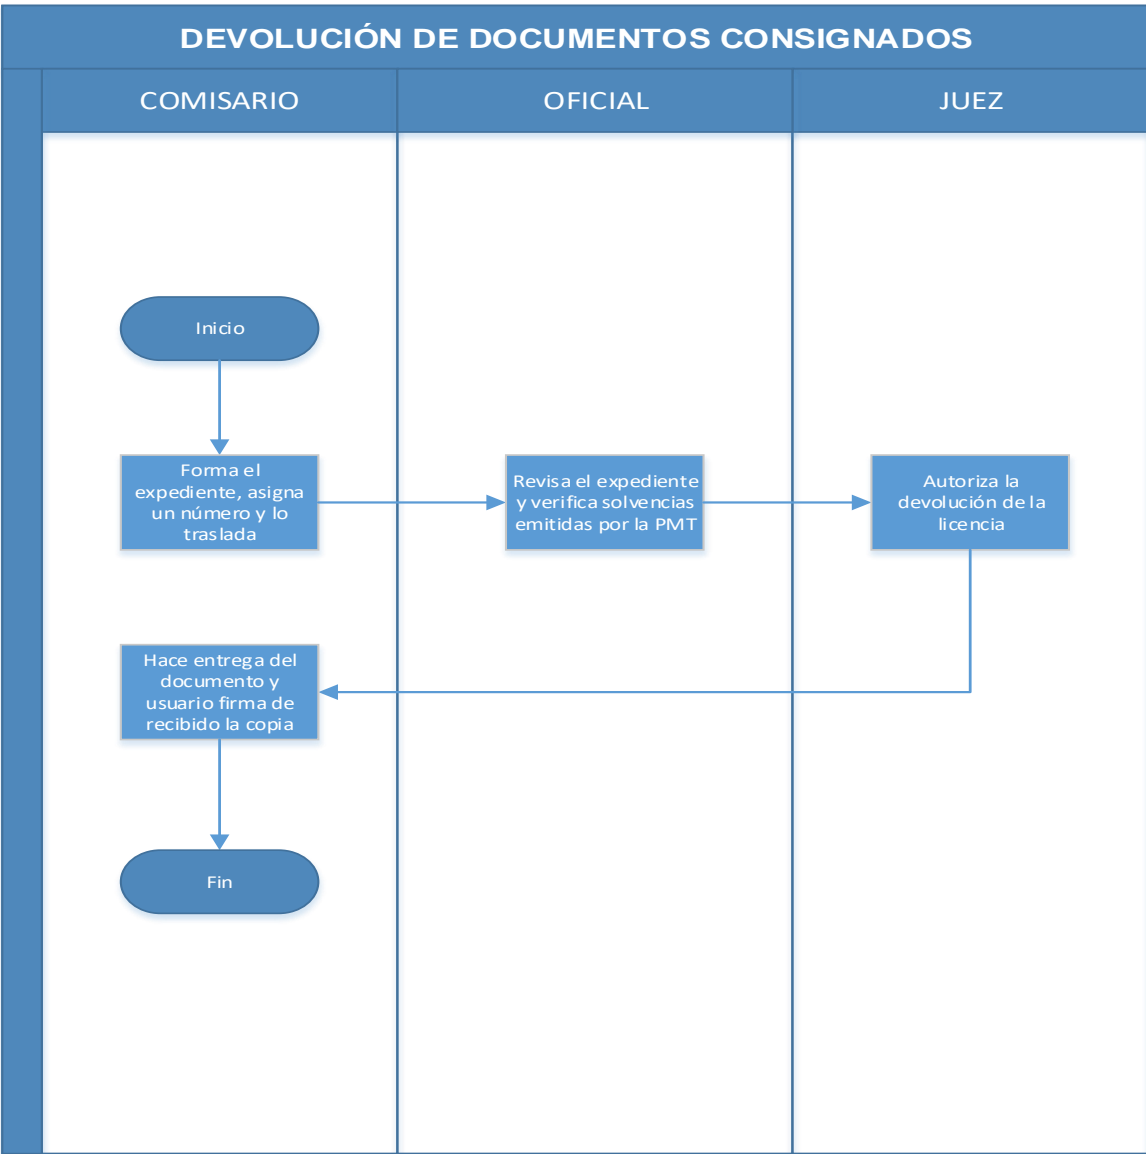 DEVOLUCIÓN DE DOCUMENTOS CONSIGNADOS
COMISARIO
OFICIAL
JUEZ
Inicio
Forma el
expediente, asigna
un número y lo
traslada
Revisa el expediente
y verifica solvencias
emitidas por la PMT
Autoriza la
devolución de la
licencia
Hace entrega del
documento y
usuario firma de
recibido la copia
Fin